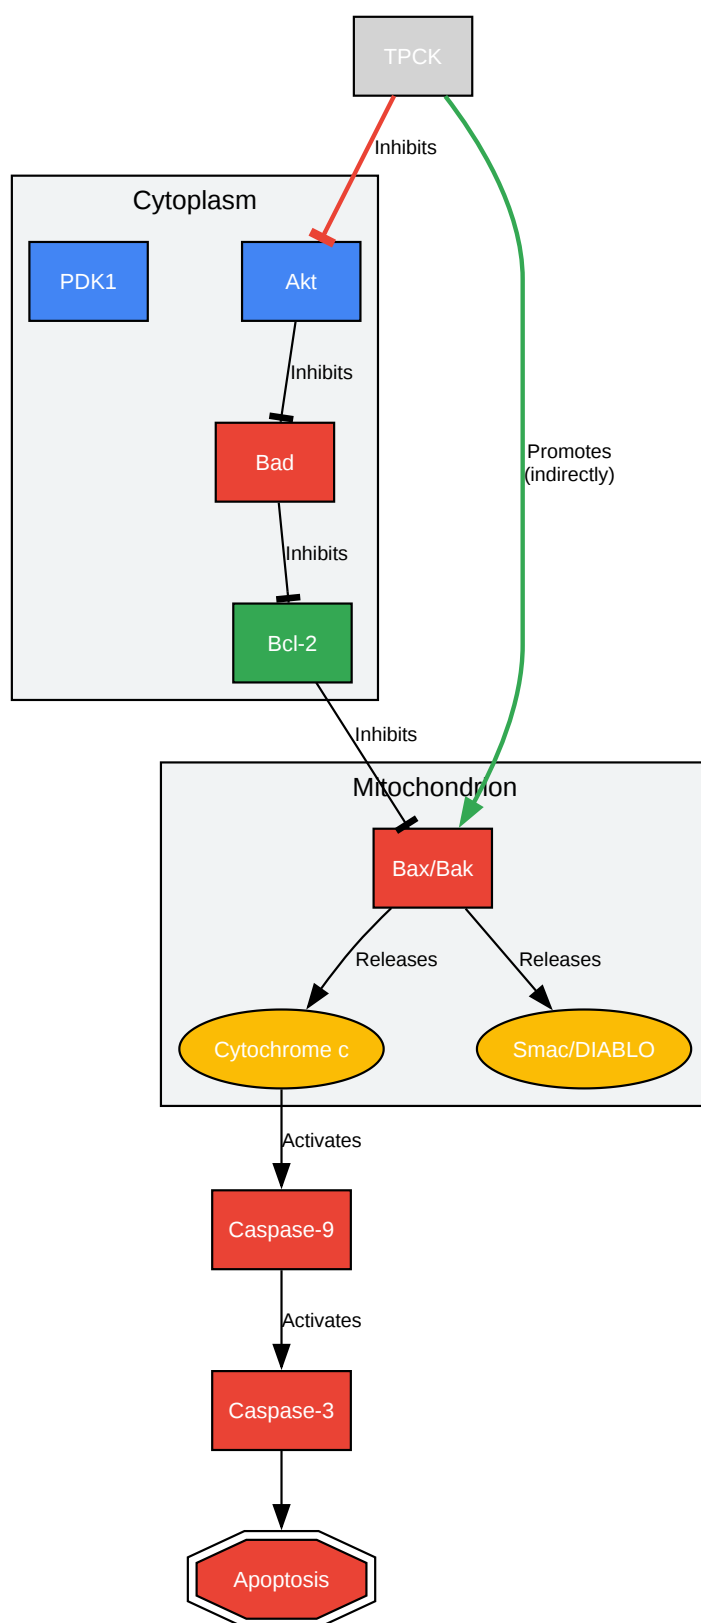 TPCK
Inhibits
Cytoplasm
PDK1
Akt
Inhibits
Bad
Promotes
(indirectly)
Inhibits
Bcl-2
Inhibits
Mitochondrion
Bax/Bak
Releases
Releases
Cytochrome c
Smac/DIABLO
Activates
Caspase-9
Activates
Caspase-3
Apoptosis